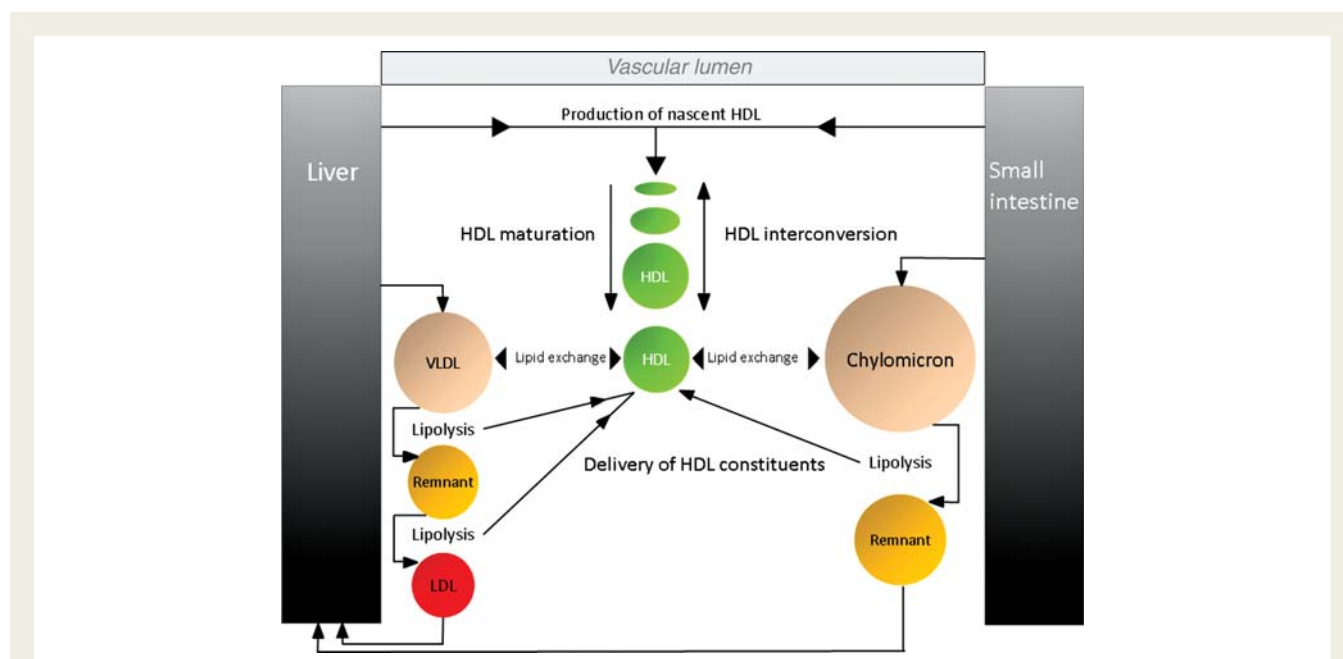 Vascular lumen
Production of nascent HDL
Liver
Small
intestine
HDL maturation
HDL interconversion
HDL
VLDL
Lipid exchange
HDL
Lipid exchange
Chylomicron
Lipolysis
Delivery of HDL constituents
Lipolysis
Remnant
Lipolysis
Remnant
LDL